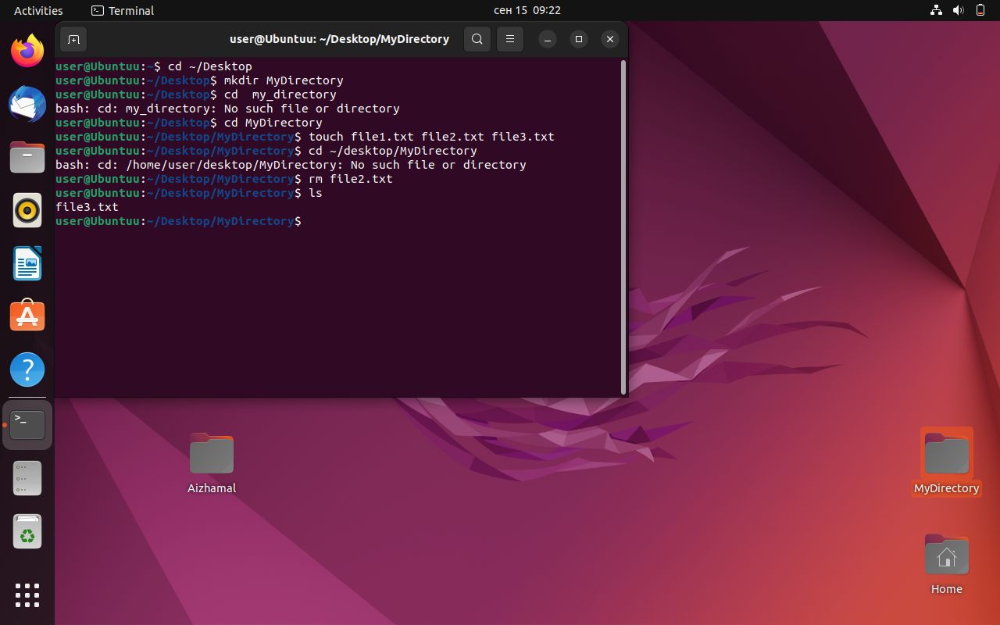 Activities
Terminal
сен 15 09:22
user@Ubuntuu: ~/Desktop/MyDirectory
user@Ubuntuu:~$ cd ~/Desktop
user@Ubuntuu:~/Desktop$ mkdir MyDirectory
user@Ubuntuu:~/Desktop$ cd  my_directory
bash: cd: my_directory: No such file or directory
user@Ubuntuu:~/Desktop$ cd MyDirectory
user@Ubuntuu:~/Desktop/MyDirectory$ touch file1.txt file2.txt file3.txt
user@Ubuntuu:~/Desktop/MyDirectory$ cd ~/desktop/MyDirectory
bash: cd: /home/user/desktop/MyDirectory: No such file or directory
user@Ubuntuu:~/Desktop/MyDirectory$ rm file2.txt
user@Ubuntuu:~/Desktop/MyDirectory$ ls
file3.txt
user@Ubuntuu:~/Desktop/MyDirectory$
Aizhamal
MyDirectory
Home